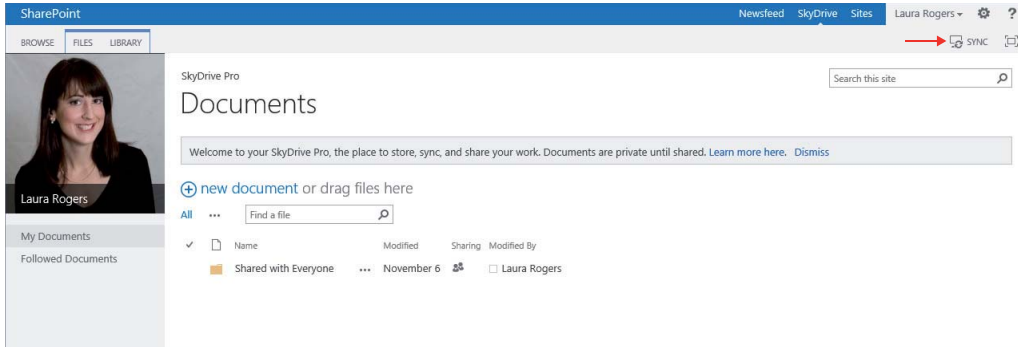 SharePoint
Newsfeed SkyDrive Sites Laura Rogers ?
BROWSE FILES LIBRARY
SYNC
SkyDrive Pro
Search this site
Documents
Welcome to your SkyDrive Pro, the place to store, sync, and share your work. Documents are private until shared. Learn more here. Dismiss
Laura Rogers
new document or drag files here
All ... Find a file
My Documents
Followed Documents
Name Modified Sharing Modified By
Shared with Everyone ... November 6 Laura Rogers